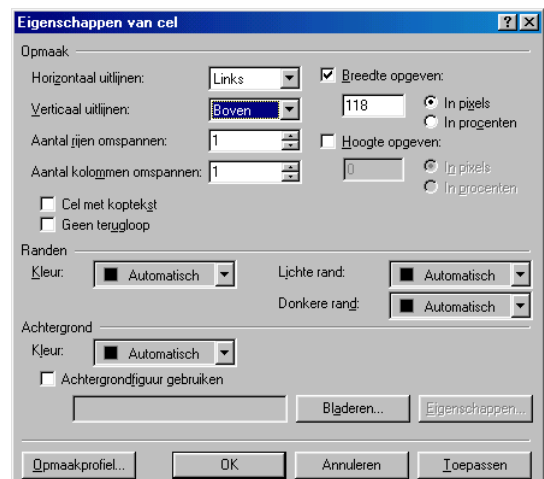 Eigenschappen van cel
Opmaak
Horizontaal uitlijnen: Links
Breedte opgeven:
Verticaal uitlijnen: Boven
118 In pixels
In procenten
Aantal rijen omspannen: 1
Hoogte opgeven:
Aantal kolommen omspannen: 1
0 In pixels
In procenten
Cel met koptekst
Geen terugloop
Randen
Kleur: Automatisch Lichte rand: Automatisch
Donkere rand: Automatisch
Achtergrond
Kleur: Automatisch
Achtergrondfiguur gebruiken
Bladeren... Eigenschappen...
Opmaakprofiel... OK Annuleren Toepassen